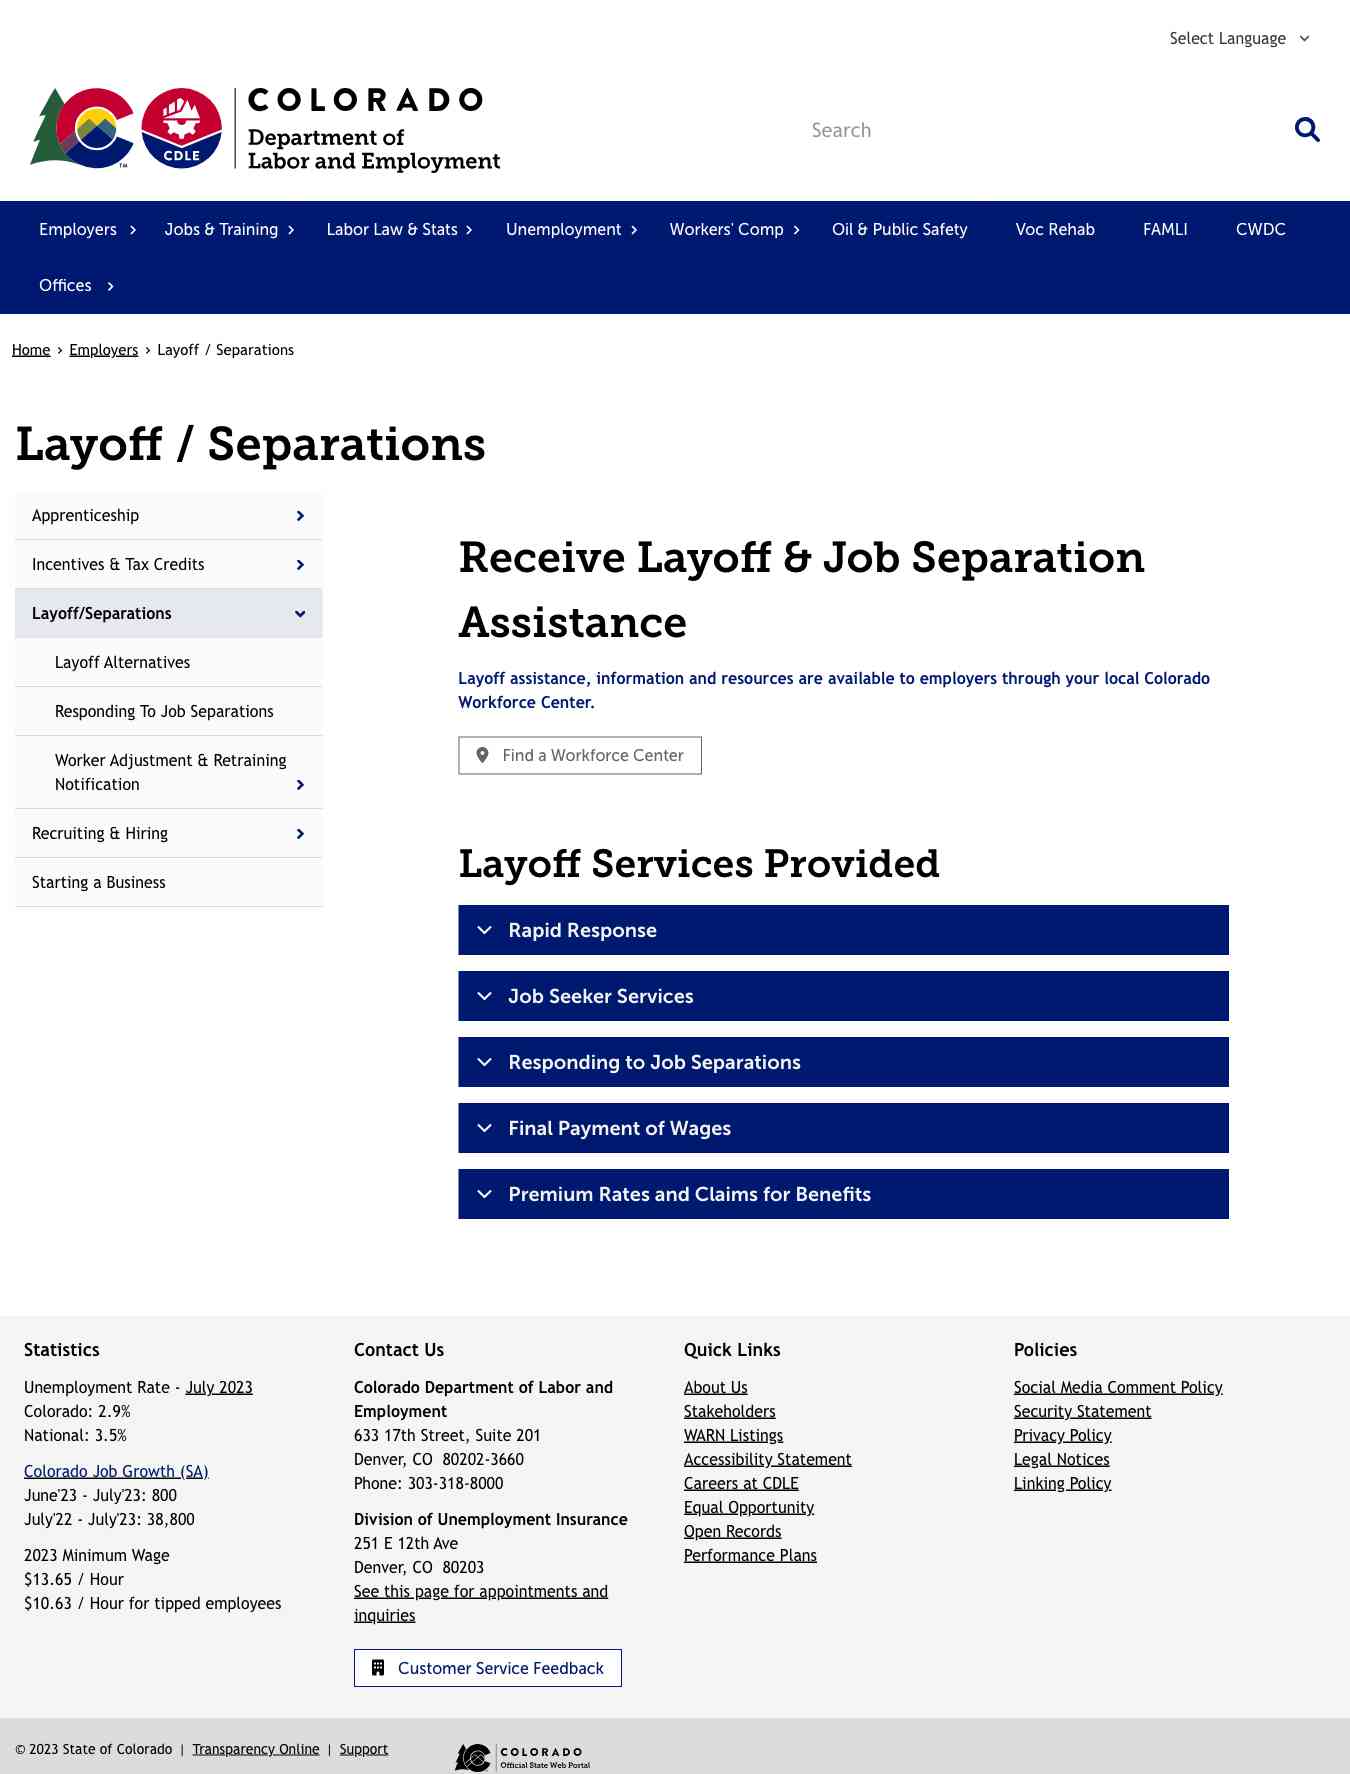 Select Language
COLORADO
Department of
Labor and Employment
CDLE
TM
Search
Employers
Jobs & Training
Labor Law & Stats
Unemployment
Workers' Comp
Oil & Public Safety
Voc Rehab
FAMLI
CWDC
Offices
Home › Employers › Layoff / Separations
Layoff / Separations
Apprenticeship
Incentives & Tax Credits
Layoff/Separations
Layoff Alternatives
Responding To Job Separations
Worker Adjustment & Retraining
Notification
Recruiting & Hiring
Starting a Business
Receive Layoff & Job Separation
Assistance
Layoff assistance, information and resources are available to employers through your local Colorado
Workforce Center.
Find a Workforce Center
Layoff Services Provided
Rapid Response
Job Seeker Services
Responding to Job Separations
Final Payment of Wages
Premium Rates and Claims for Benefits
Statistics
Unemployment Rate - July 2023
Colorado: 2.9%
National: 3.5%
Colorado Job Growth (SA)
June'23 - July'23: 800
July'22 - July'23: 38,800
2023 Minimum Wage
$13.65 / Hour
$10.63 / Hour for tipped employees
Contact Us
Colorado Department of Labor and
Employment
633 17th Street, Suite 201
Denver, CO  80202-3660
Phone: 303-318-8000
Division of Unemployment Insurance
251 E 12th Ave
Denver, CO  80203
See this page for appointments and
inquiries
Customer Service Feedback
Quick Links
About Us
Stakeholders
WARN Listings
Accessibility Statement
Careers at CDLE
Equal Opportunity
Open Records
Performance Plans
Policies
Social Media Comment Policy
Security Statement
Privacy Policy
Legal Notices
Linking Policy
© 2023 State of Colorado | Transparency Online | Support
COLORADO
Official State Web Portal